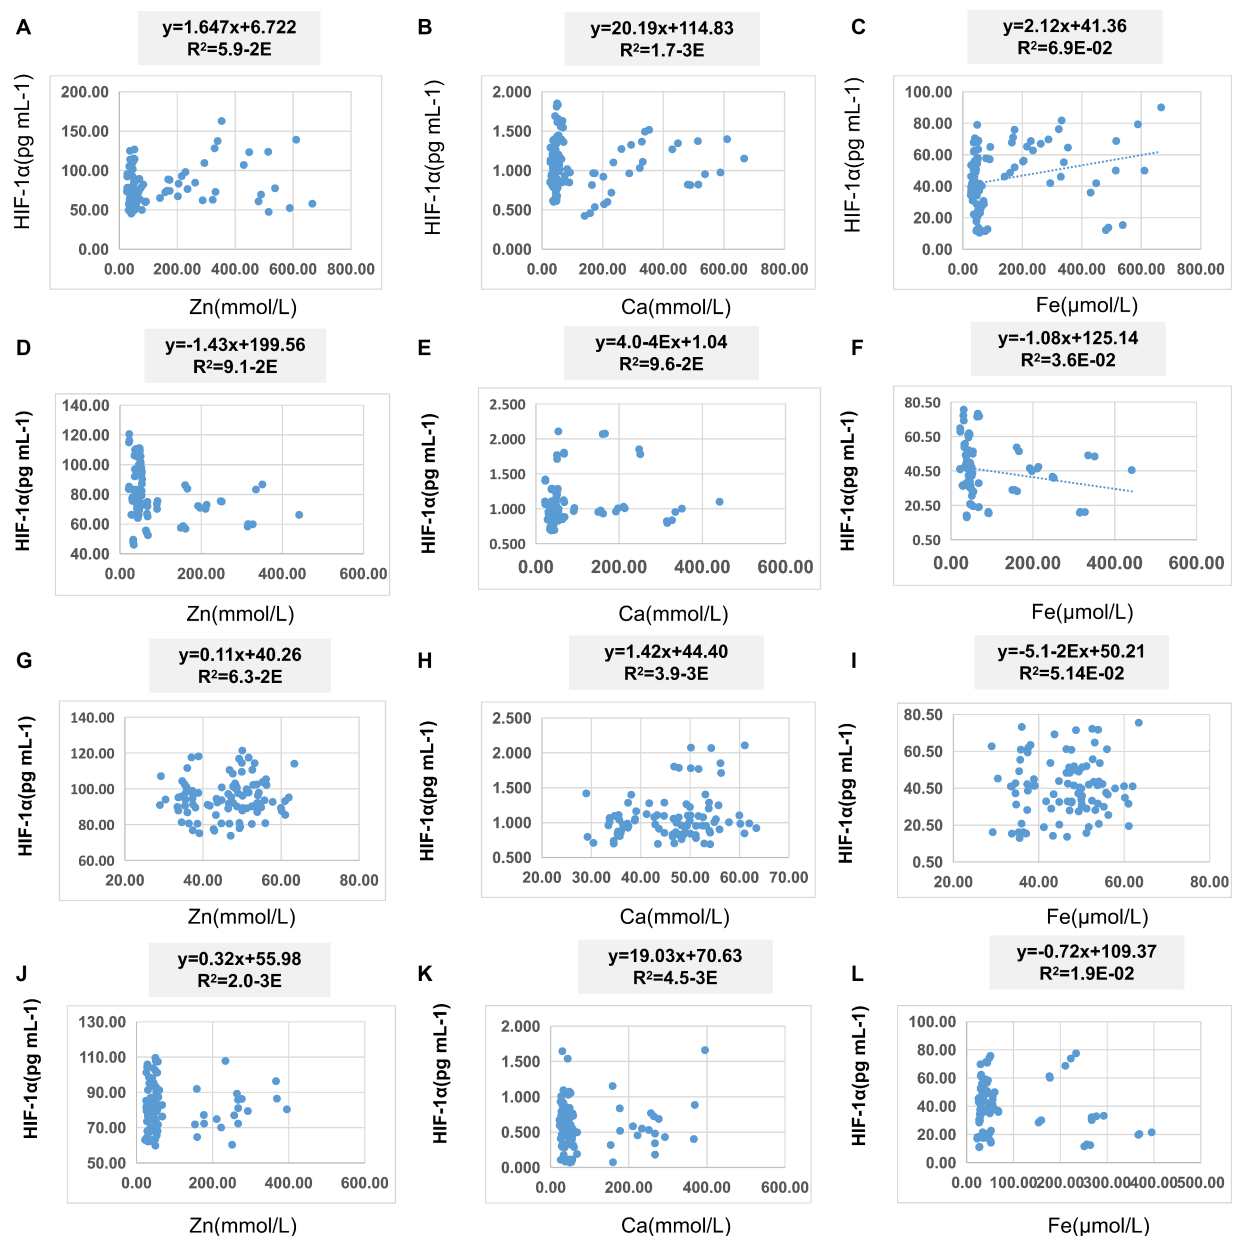 A
y=1.647x+6.722
R²=5.9-2E
HIF-1α(pg mL-1)
200.00
150.00
100.00
50.00
0.00
0.00 200.00 400.00 600.00 800.00
Zn(mmol/L)
B
y=20.19x+114.83
R²=1.7-3E
HIF-1α(pg mL-1)
2.000
1.500
1.000
0.500
0.000
0.00 200.00 400.00 600.00 800.00
Ca(mmol/L)
C
y=2.12x+41.36
R²=6.9E-02
HIF-1α(pg mL-1)
100.00
80.00
60.00
40.00
20.00
0.00
0.00 200.00 400.00 600.00 800.00
Fe(μmol/L)
D
y=-1.43x+199.56
R²=9.1-2E
HIF-1α(pg mL-1)
140.00
120.00
100.00
80.00
60.00
40.00
0.00 200.00 400.00 600.00
Zn(mmol/L)
E
y=4.0-4Ex+1.04
R²=9.6-2E
HIF-1α(pg mL-1)
2.500
2.000
1.500
1.000
0.500
0.00 200.00 400.00 600.00
Ca(mmol/L)
F
y=-1.08x+125.14
R²=3.6E-02
HIF-1α(pg mL-1)
80.50
60.50
40.50
20.50
0.50
0.00 200.00 400.00 600.00
Fe(μmol/L)
G
y=0.11x+40.26
R²=6.3-2E
HIF-1α(pg mL-1)
140.00
120.00
100.00
80.00
60.00
20.00 40.00 60.00 80.00
Zn(mmol/L)
H
y=1.42x+44.40
R²=3.9-3E
HIF-1α(pg mL-1)
2.500
2.000
1.500
1.000
0.500
20.00 30.00 40.00 50.00 60.00 70.00
Ca(mmol/L)
I
y=-5.1-2Ex+50.21
R²=5.14E-02
HIF-1α(pg mL-1)
80.50
60.50
40.50
20.50
0.50
20.00 40.00 60.00 80.00
Fe(μmol/L)
J
y=0.32x+55.98
R²=2.0-3E
HIF-1α(pg mL-1)
130.00
110.00
90.00
70.00
50.00
0.00 200.00 400.00 600.00
Zn(mmol/L)
K
y=19.03x+70.63
R²=4.5-3E
HIF-1α(pg mL-1)
2.000
1.500
1.000
0.500
0.000
0.00 200.00 400.00 600.00
Ca(mmol/L)
L
y=-0.72x+109.37
R²=1.9E-02
HIF-1α(pg mL-1)
100.00
80.00
60.00
40.00
20.00
0.00
0.00 100.00 200.00 300.00 400.00 500.00
Fe(μmol/L)